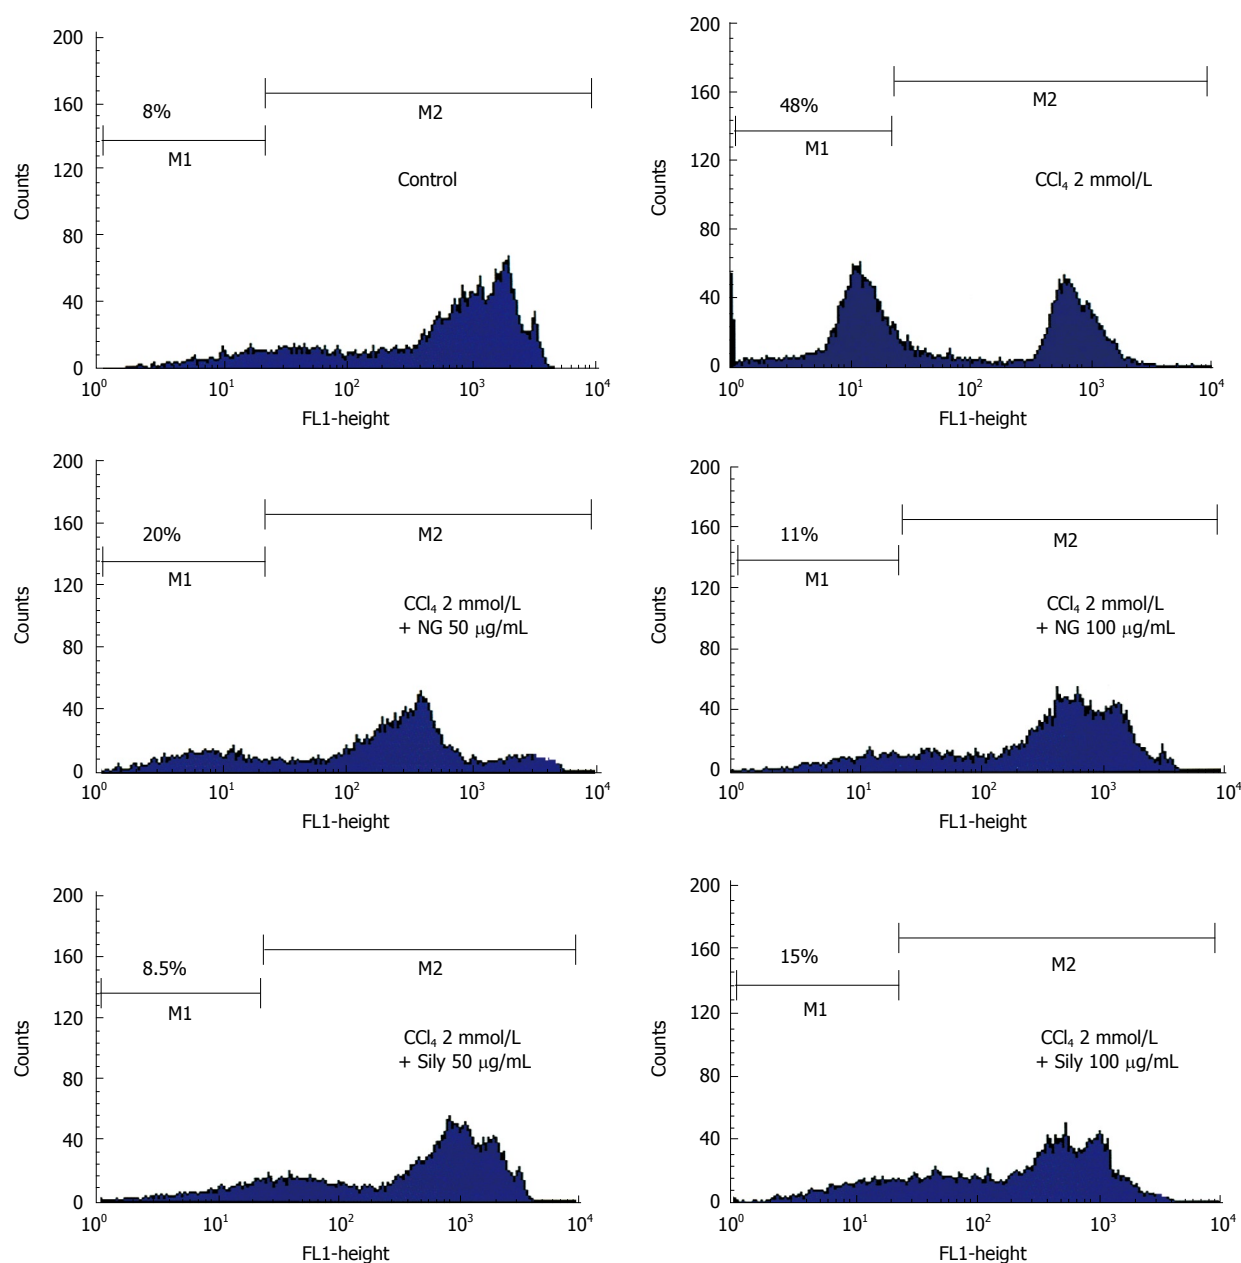 200
160
120
80
40
0
Counts
8%
M1
M2
Control
10⁰ 10¹ 10² 10³ 10⁴
FL1-height
200
160
120
80
40
0
Counts
48%
M1
M2
CCl₄ 2 mmol/L
10⁰ 10¹ 10² 10³ 10⁴
FL1-height
200
160
120
80
40
0
Counts
20%
M1
M2
CCl₄ 2 mmol/L
+ NG 50 μg/mL
10⁰ 10¹ 10² 10³ 10⁴
FL1-height
200
160
120
80
40
0
Counts
11%
M1
M2
CCl₄ 2 mmol/L
+ NG 100 μg/mL
10⁰ 10¹ 10² 10³ 10⁴
FL1-height
200
160
120
80
40
0
Counts
8.5%
M1
M2
CCl₄ 2 mmol/L
+ Sily 50 μg/mL
10⁰ 10¹ 10² 10³ 10⁴
FL1-height
200
160
120
80
40
0
Counts
15%
M1
M2
CCl₄ 2 mmol/L
+ Sily 100 μg/mL
10⁰ 10¹ 10² 10³ 10⁴
FL1-height